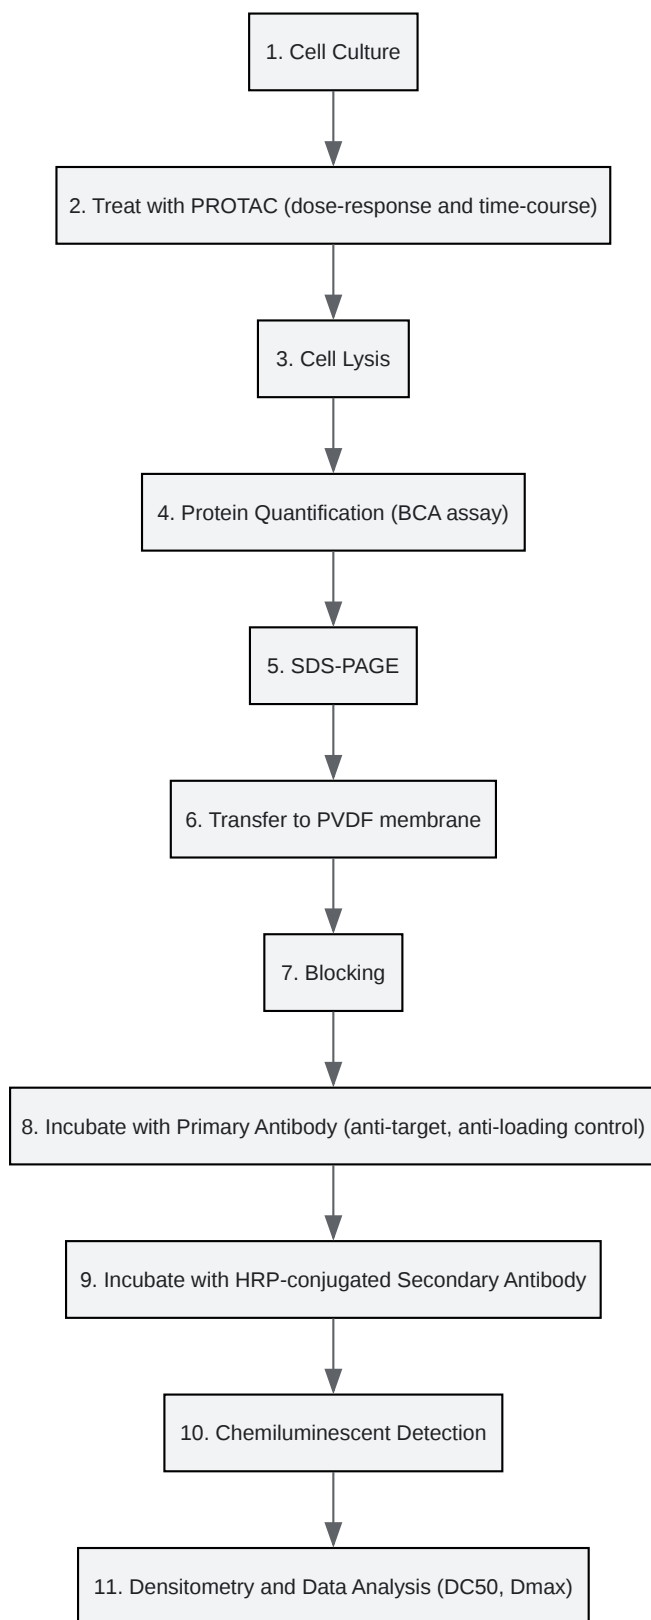 1. Cell Culture
2. Treat with PROTAC (dose-response and time-course)
3. Cell Lysis
4. Protein Quantification (BCA assay)
5. SDS-PAGE
6. Transfer to PVDF membrane
7. Blocking
8. Incubate with Primary Antibody (anti-target, anti-loading control)
9. Incubate with HRP-conjugated Secondary Antibody
10. Chemiluminescent Detection
11. Densitometry and Data Analysis (DC50, Dmax)